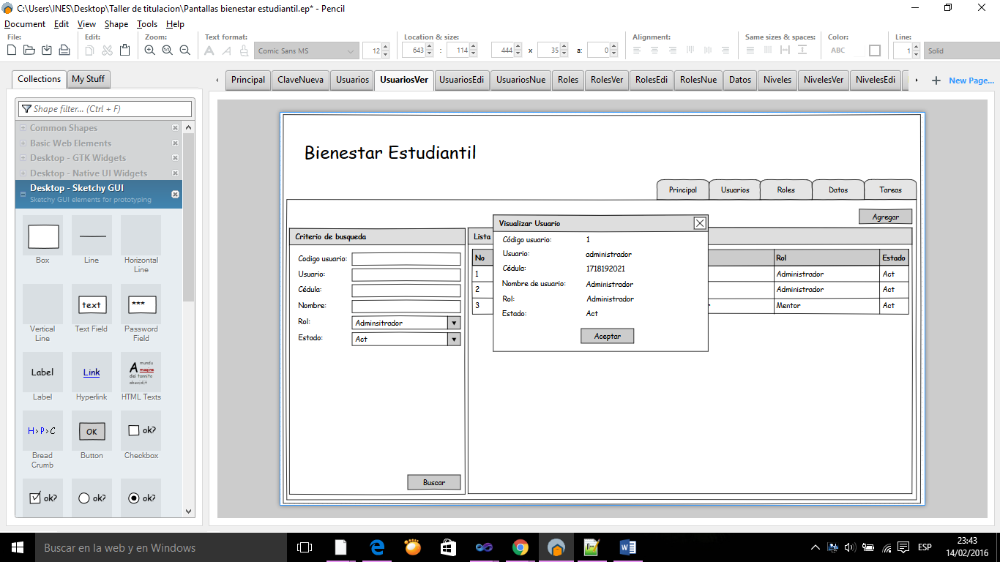 C:\Users\INES\Desktop\Taller de titulacion\Pantallas bienestar estudiantil.ep* - Pencil
Document Edit View Shape Tools Help
File: Edit: Zoom: Text format: Location & size: Alignment: Same sizes & spaces: Color: Line:
Comic Sans MS 12 643 : 114 444 x 35 a: 0 ABC 1 Solid
Collections My Stuff
Principal ClaveNueva Usuarios UsuariosVer UsuariosEdi UsuariosNue Roles RolesVer RolesEdi RolesNue Datos Niveles NivelesVer NivelesEdi New Page...
Shape filter... (Ctrl + F)
Common Shapes
Basic Web Elements
Desktop - GTK Widgets
Desktop - Native UI Widgets
Desktop - Sketchy GUI
Sketchy GUI elements for prototyping
Box Line Horizontal
Line
text ***
Vertical
Line Text Field Password
Field
Label Link A mundu
magine
dei tannito
abucidit
Label Hyperlink HTML Texts
H>P>C OK ok?
Bread
Crumb Button Checkbox
ok? ok? ok?
Bienestar Estudiantil
Principal Usuarios Roles Datos Tareas
Agregar
Criterio de busqueda
Codigo usuario:
Usuario:
Cédula:
Nombre:
Rol: Adminsitrador
Estado: Act
Buscar
Lista
No Rol Estado
1 Administrador Act
2 Administrador Act
3 Mentor Act
Visualizar Usuario
Código usuario: 1
Usuario: administrador
Cédula: 1718192021
Nombre de usuario: Administrador
Rol: Administrador
Estado: Act
Aceptar
Buscar en la web y en Windows
ESP
23:43
14/02/2016